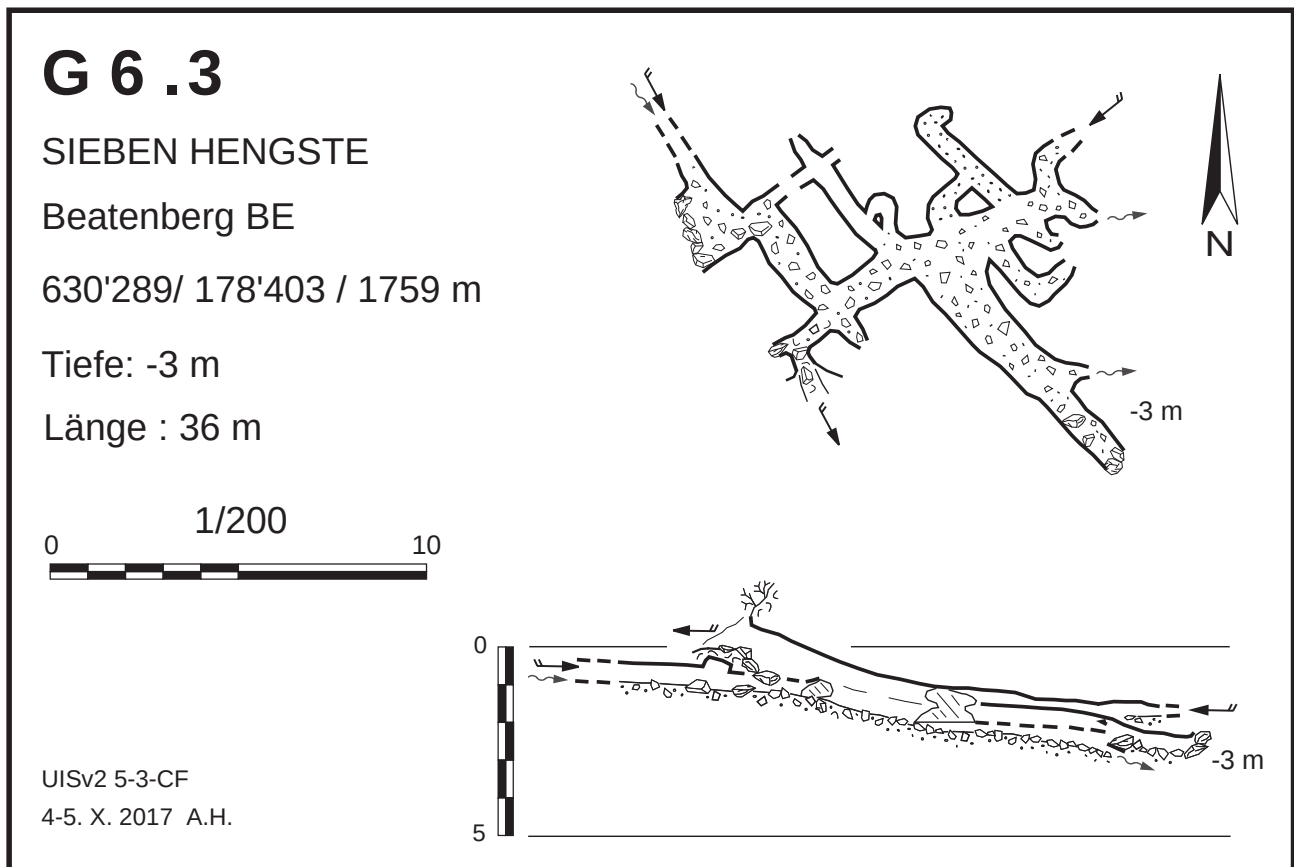 G 6 .3
SIEBEN HENGSTE
Beatenberg BE
630'289/ 178'403 / 1759 m
Tiefe: -3 m
Länge : 36 m
1/200
0 10
N
-3 m
0
5
-3 m
UISv2 5-3-CF
4-5. X. 2017 A.H.